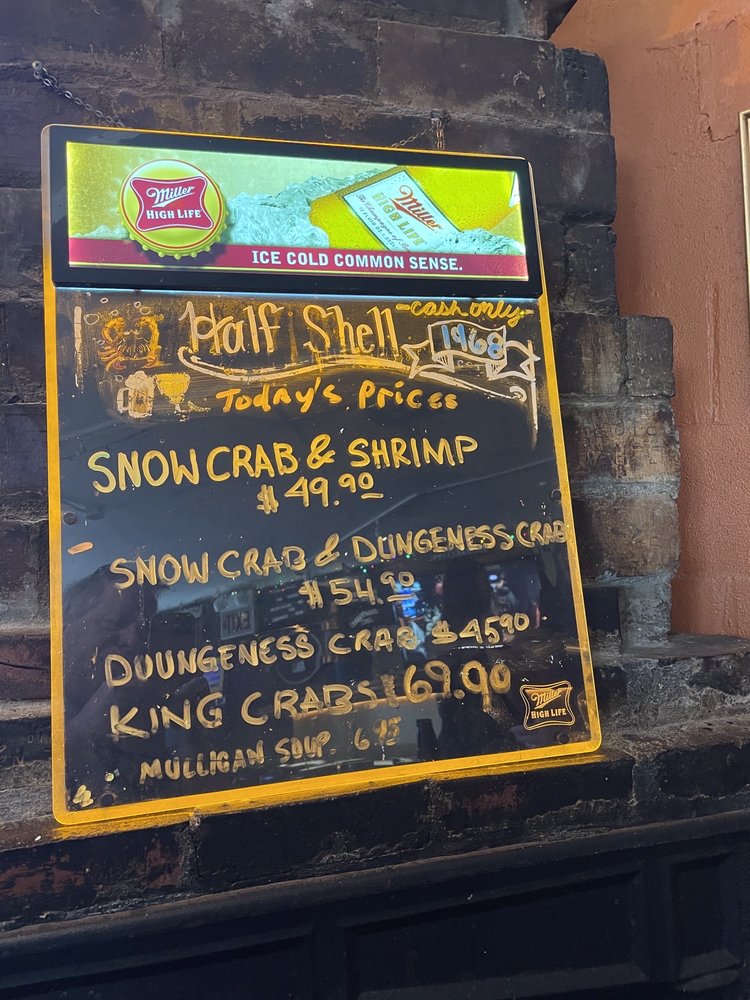 Miller
HIGH LIFE
Miller
HIGH LIFE
ICE COLD COMMON SENSE.
-cash only-
Half Shell
1968
Today's Prices
SNOW CRAB & SHRIMP
$49.90
SNOW CRAB & DUNGENESS CRAB
$54.90
DOUNGENESS CRAB $45.90
KING CRABS $69.90
MULLIGAN SOUP. 6.95
Miller
HIGH LIFE